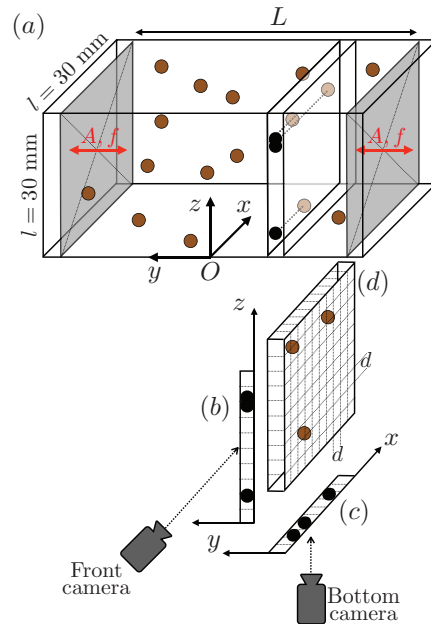 (a)
L
l = 30 mm
l = 30 mm
A, f
A, f
z
x
y
O
(d)
z
(b)
d
d
x
(c)
y
Front
camera
Bottom
camera